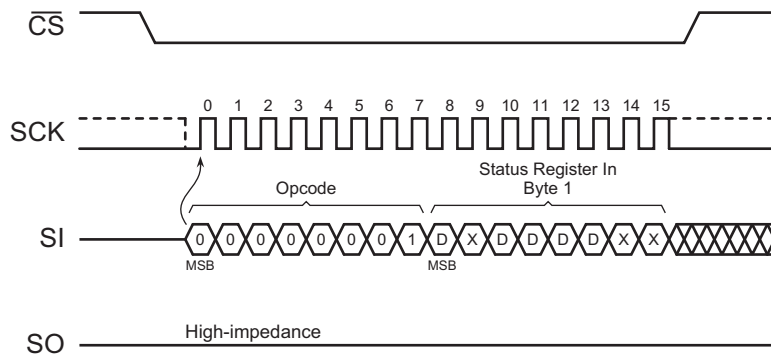 CS
0 1 2 3 4 5 6 7 8 9 10 11 12 13 14 15
SCK
Opcode
Status Register In
Byte 1
SI
0 0 0 0 0 0 0 1 D X D D D D X X
MSB MSB
High-impedance
SO